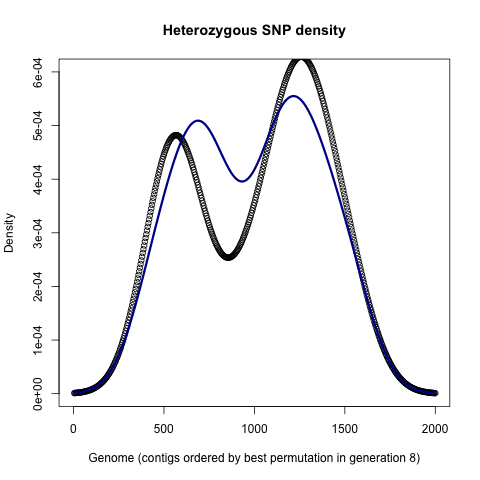 Heterozygous SNP density
Density
6e-04
5e-04
4e-04
3e-04
2e-04
1e-04
0e+00
0 500 1000 1500 2000
Genome (contigs ordered by best permutation in generation 8)